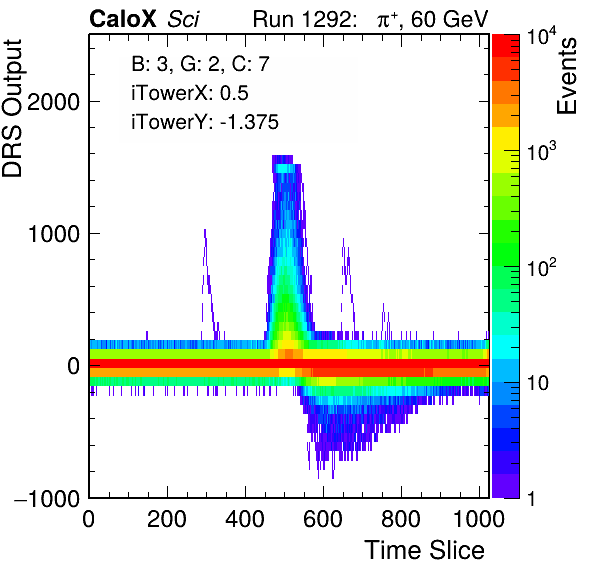 CaloX Sci Run 1292: π⁺, 60 GeV
B: 3, G: 2, C: 7
iTowerX: 0.5
iTowerY: -1.375
DRS Output
2000
1000
0
−1000
0 200 400 600 800 1000
Time Slice
Events
10⁴
10³
10²
10
1